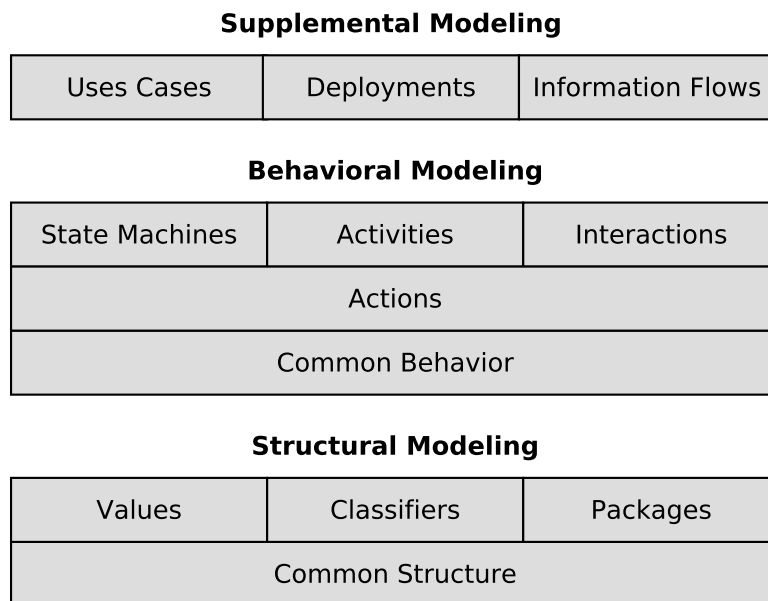 Supplemental Modeling
Uses Cases Deployments Information Flows
Behavioral Modeling
State Machines Activities Interactions
Actions
Common Behavior
Structural Modeling
Values Classifiers Packages
Common Structure